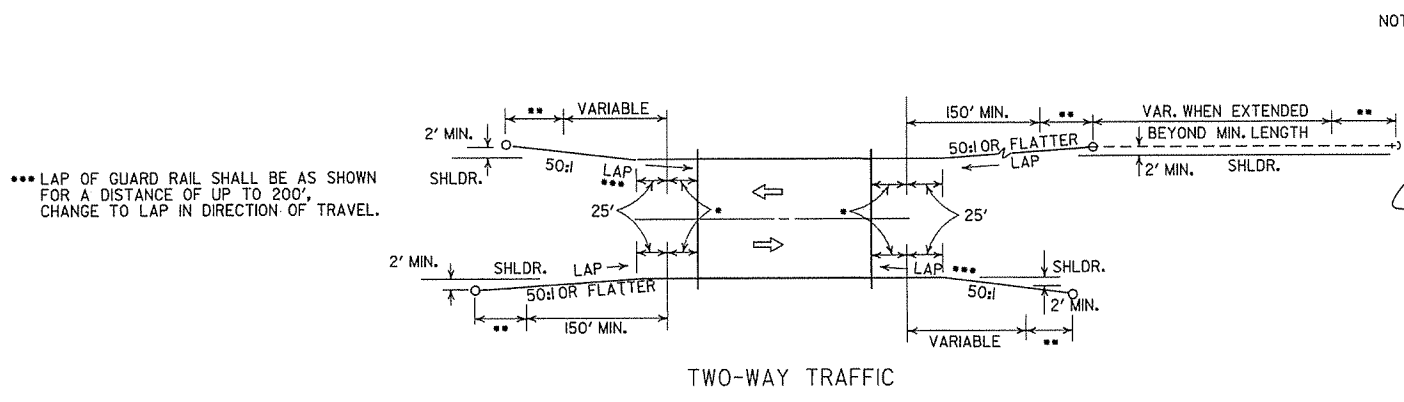 NOT
** VARIABLE
150' MIN. ** VAR. WHEN EXTENDED **
2' MIN.
50:1 OR FLATTER
BEYOND MIN. LENGTH
50:1
LAP
LAP
SHLDR.
***
2' MIN.
SHLDR.
*** LAP OF GUARD RAIL SHALL BE AS SHOWN
FOR A DISTANCE OF UP TO 200',
CHANGE TO LAP IN DIRECTION OF TRAVEL.
25' * * 25'
2' MIN.
SHLDR.
LAP
LAP ***
SHLDR.
50:1 OR FLATTER
50:1
2' MIN.
** 150' MIN.
VARIABLE **
TWO-WAY TRAFFIC